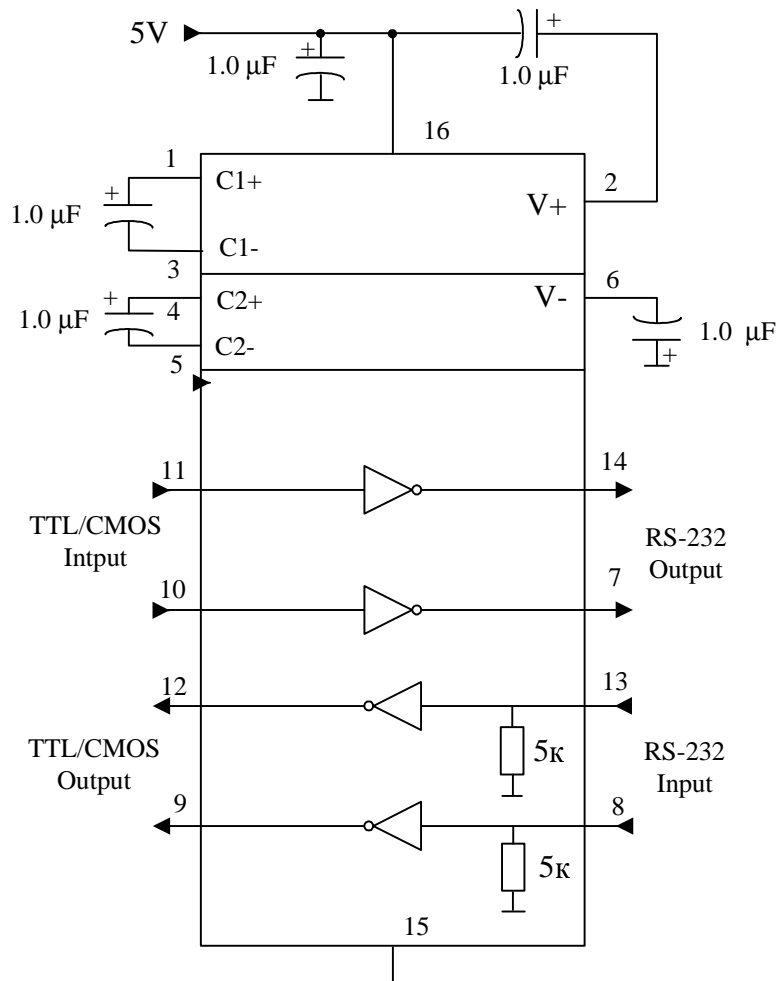 5V
+
1.0 μF
+
1.0 μF
16
1
C1+
+
1.0 μF
C1-
3
V+
2
+
4
C2+
1.0 μF
C2-
5
V-
6
1.0 μF
+
11
14
TTL/CMOS
Intput
RS-232
Output
10
7
12
13
TTL/CMOS
Output
5к
RS-232
Input
9
8
5к
15